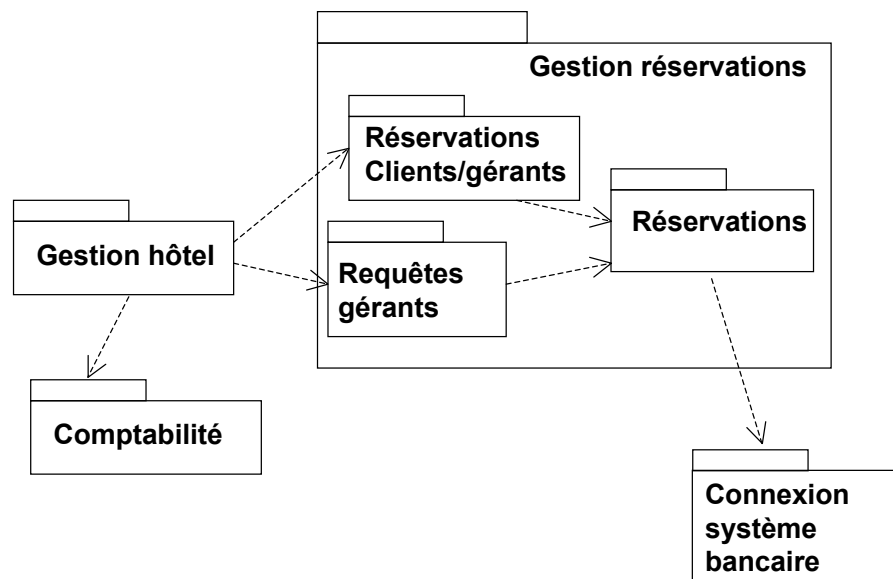 Gestion réservations
Réservations
Clients/gérants
Réservations
Gestion hôtel
Requêtes
gérants
Comptabilité
Connexion
système
bancaire